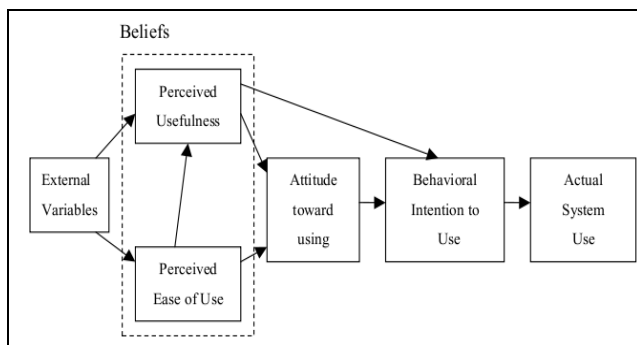 Beliefs
Perceived
Usefulness
External
Variables
Attitude
toward
using
Behavioral
Intention to
Use
Actual
System
Use
Perceived
Ease of Use